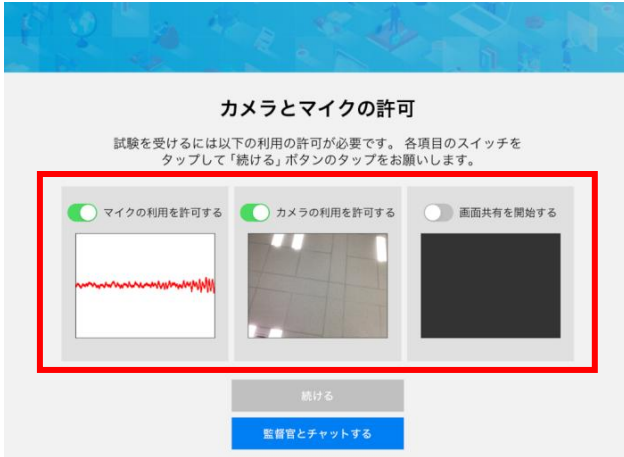 カメラとマイクの許可
試験を受けるには以下の利用の許可が必要です。 各項目のスイッチを
タップして「続ける」ボタンのタップをお願いします。
マイクの利用を許可する
カメラの利用を許可する
画面共有を開始する
続ける
監督官とチャットする